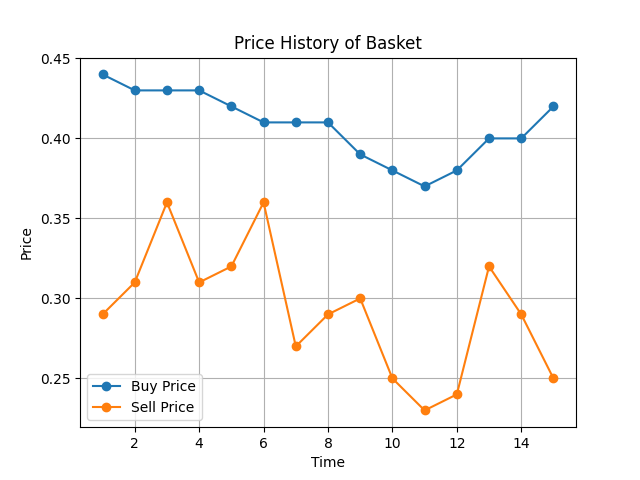 Price History of Basket
0.45
0.40
0.35
0.30
0.25
Price
Buy Price
Sell Price
2 4 6 8 10 12 14
Time